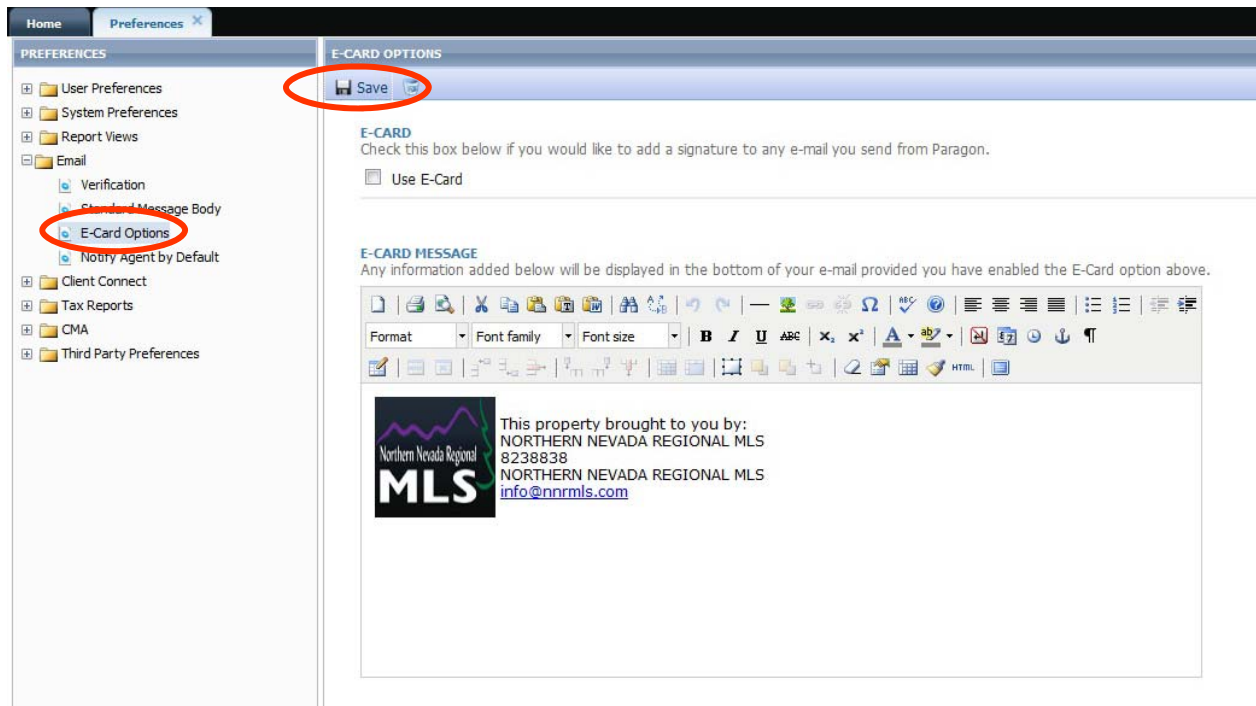 Home
Preferences
PREFERENCES
User Preferences
System Preferences
Report Views
Email
Verification
Standard Message Body
E-Card Options
Notify Agent by Default
Client Connect
Tax Reports
CMA
Third Party Preferences
E-CARD OPTIONS
Save
E-CARD
Check this box below if you would like to add a signature to any e-mail you send from Paragon.
Use E-Card
E-CARD MESSAGE
Any information added below will be displayed in the bottom of your e-mail provided you have enabled the E-Card option above.
Format Font family Font size B I U ABC x₂ x² A ab
HTML
Northern Nevada Regional
MLS
This property brought to you by:
NORTHERN NEVADA REGIONAL MLS
8238838
NORTHERN NEVADA REGIONAL MLS
info@nnrmls.com